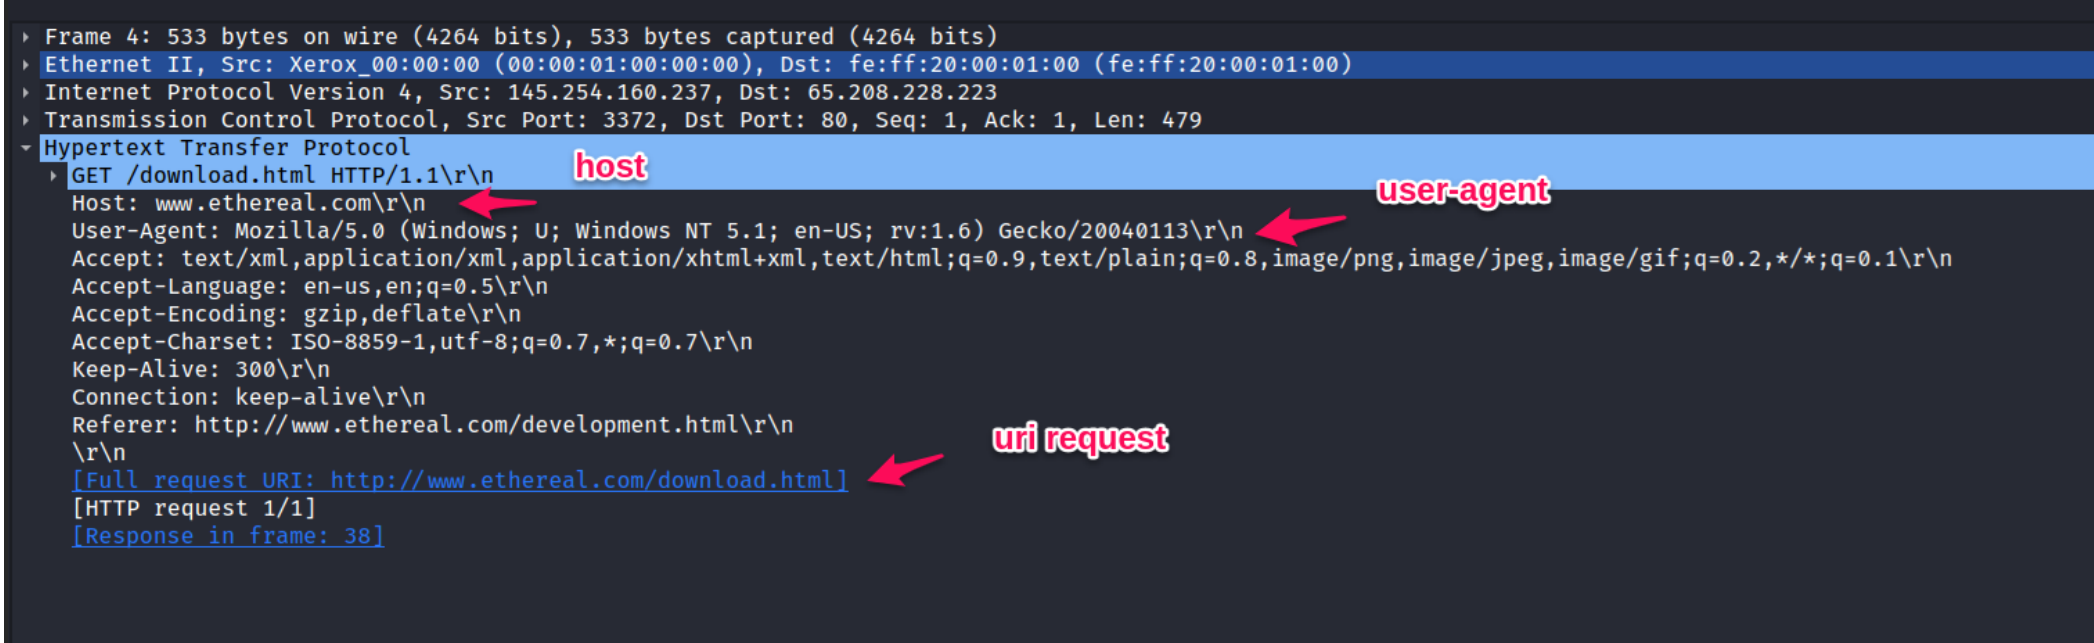 Frame 4: 533 bytes on wire (4264 bits), 533 bytes captured (4264 bits)
Ethernet II, Src: Xerox_00:00:00 (00:00:01:00:00:00), Dst: fe:ff:20:00:01:00 (fe:ff:20:00:01:00)
Internet Protocol Version 4, Src: 145.254.160.237, Dst: 65.208.228.223
Transmission Control Protocol, Src Port: 3372, Dst Port: 80, Seq: 1, Ack: 1, Len: 479
Hypertext Transfer Protocol
host
GET /download.html HTTP/1.1\r\n
user-agent
Host: www.ethereal.com\r\n
User-Agent: Mozilla/5.0 (Windows; U; Windows NT 5.1; en-US; rv:1.6) Gecko/20040113\r\n
Accept: text/xml,application/xml,application/xhtml+xml,text/html;q=0.9,text/plain;q=0.8,image/png,image/jpeg,image/gif;q=0.2,*/*;q=0.1\r\n
Accept-Language: en-us,en;q=0.5\r\n
Accept-Encoding: gzip,deflate\r\n
Accept-Charset: ISO-8859-1,utf-8;q=0.7,*;q=0.7\r\n
Keep-Alive: 300\r\n
Connection: keep-alive\r\n
Referer: http://www.ethereal.com/development.html\r\n
uri request
\r\n
[Full request URI: http://www.ethereal.com/download.html]
[HTTP request 1/1]
[Response in frame: 38]